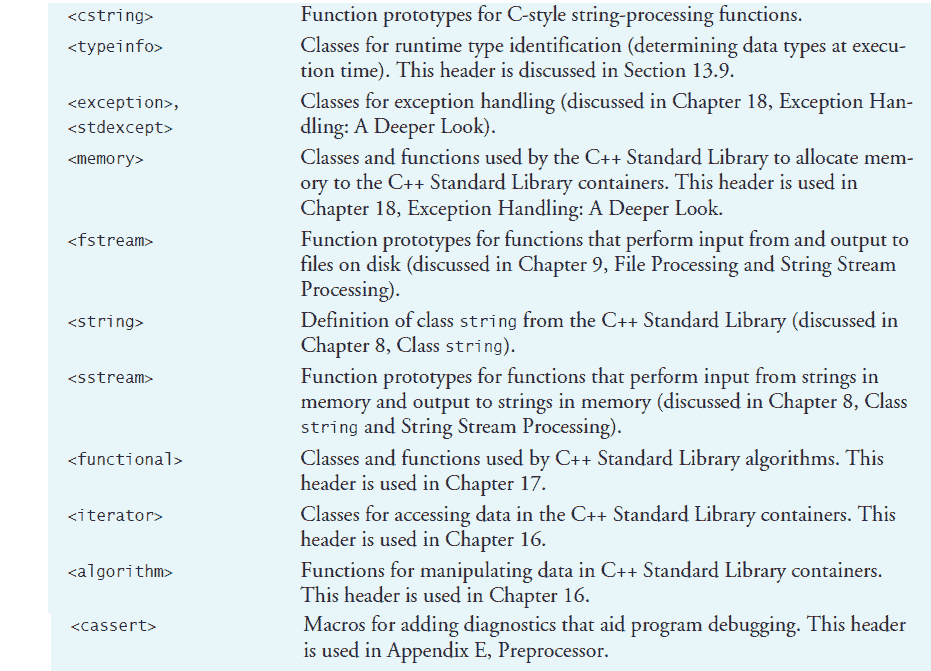 <cstring> Function prototypes for C-style string-processing functions.
<typeinfo> Classes for runtime type identification (determining data types at execu-
tion time). This header is discussed in Section 13.9.
<exception>, Classes for exception handling (discussed in Chapter 18, Exception Han-
<stdexcept> dling: A Deeper Look).
<memory> Classes and functions used by the C++ Standard Library to allocate mem-
ory to the C++ Standard Library containers. This header is used in
Chapter 18, Exception Handling: A Deeper Look.
<fstream> Function prototypes for functions that perform input from and output to
files on disk (discussed in Chapter 9, File Processing and String Stream
Processing).
<string> Definition of class string from the C++ Standard Library (discussed in
Chapter 8, Class string).
<sstream> Function prototypes for functions that perform input from strings in
memory and output to strings in memory (discussed in Chapter 8, Class
string and String Stream Processing).
<functional> Classes and functions used by C++ Standard Library algorithms. This
header is used in Chapter 17.
<iterator> Classes for accessing data in the C++ Standard Library containers. This
header is used in Chapter 16.
<algorithm> Functions for manipulating data in C++ Standard Library containers.
This header is used in Chapter 16.
<cassert> Macros for adding diagnostics that aid program debugging. This header
is used in Appendix E, Preprocessor.